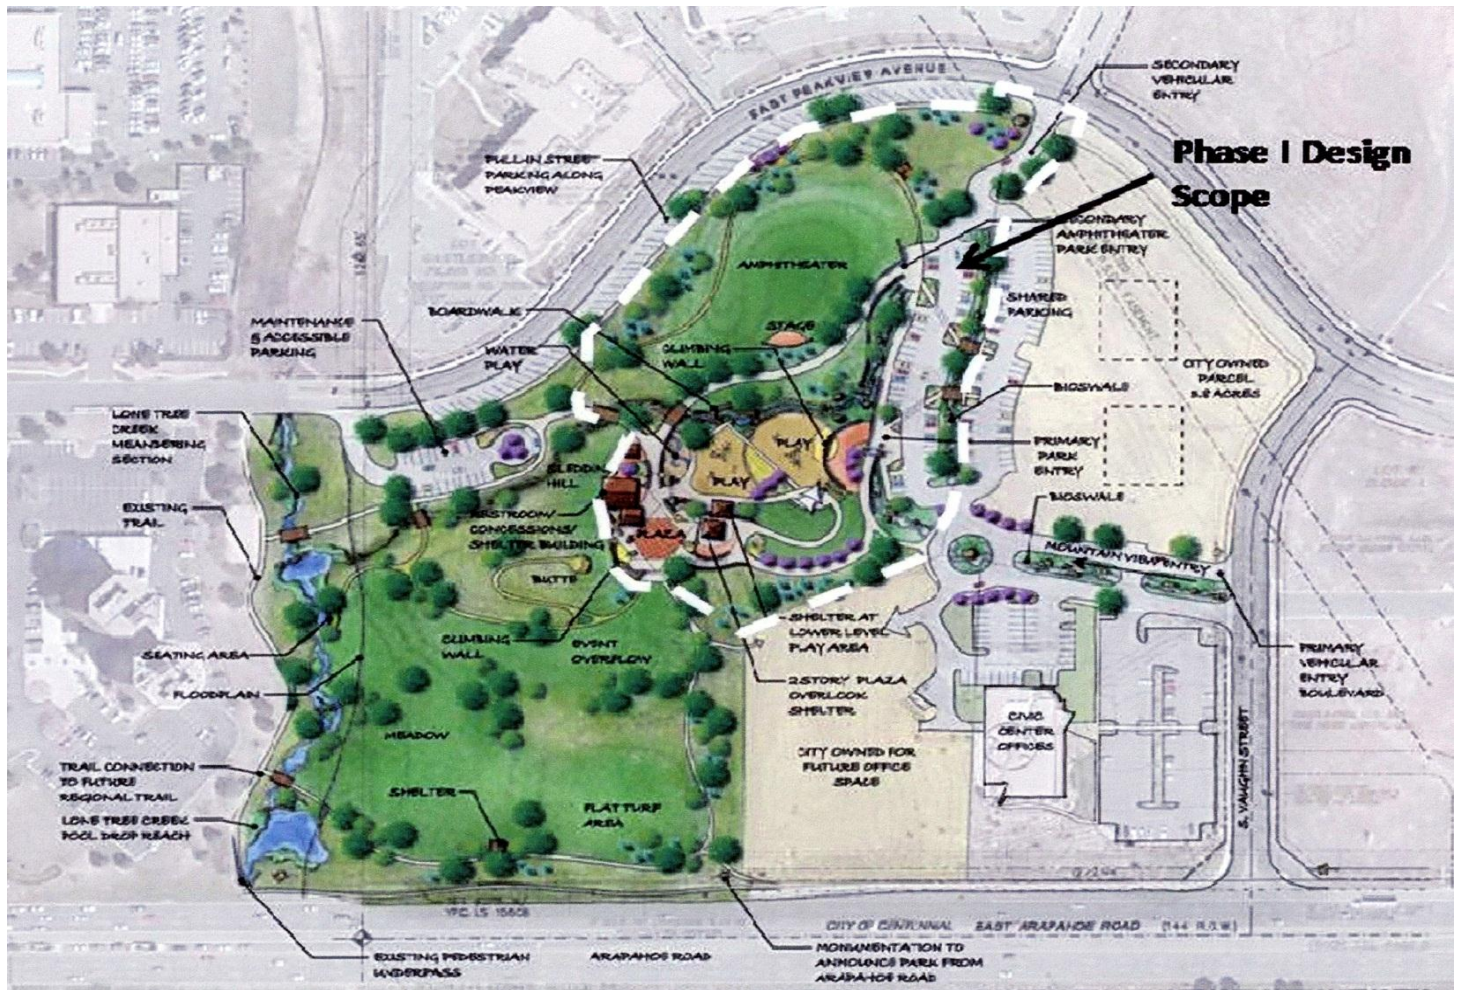 EAST PEAKVIEW AVENUE
SECONDARY
VEHICULAR
ENTRY
Phase I Design
Scope
PULL-IN STREET
PARKING ALONG
PEAKVIEW
SECONDARY
AMPHITHEATER
PARK ENTRY
AMPHITHEATER
EASEMENT
SHARED
PARKING
BOARDWALK
MAINTENANCE
& ACCESSIBLE
PARKING
WATER
PLAY
STAGE
CLIMBING
WALL
CITY OWNED
PARCEL
BIOSWALE
LONE TREE
CREEK
MEANDERING
SECTION
PLAY
PLAY
PRIMARY
PARK
ENTRY
HILL
BIOSWALE
EXISTING
TRAIL
RESTROOM/
CONCESSIONS/
SHELTER BUILDING
PLAZA
MOUNTAIN VIEW ENTRY
BUTTE
CLIMBING
WALL
EVENT
OVERFLOW
SHELTER AT
LOWER LEVEL
PLAY AREA
SEATING AREA
PRIMARY
VEHICULAR
ENTRY
BOULEVARD
FLOODPLAIN
2 STORY PLAZA
OVERLOOK
SHELTER
MEADOW
CIVIC
CENTER
OFFICES
CITY OWNED FOR
FUTURE OFFICE
SPACE
S. VAUGHN STREET
TRAIL CONNECTION
TO FUTURE
REGIONAL TRAIL
SHELTER
FLAT TURF
AREA
LONE TREE CREEK
POOL DROP REACH
CITY OF CENTENNIAL EAST ARAPAHOE ROAD (144' R.O.W.)
EXISTING PEDESTRIAN
UNDERPASS
ARAPAHOE ROAD
MONUMENTATION TO
ANNOUNCE PARK FROM
ARAPAHOE ROAD